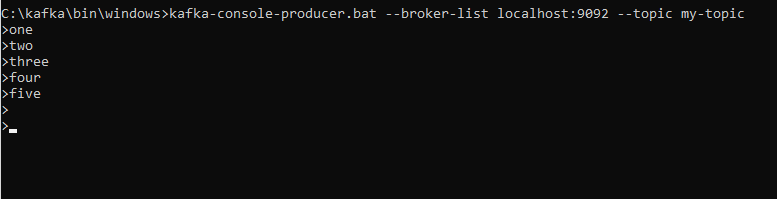 C:\kafka\bin\windows>kafka-console-producer.bat --broker-list localhost:9092 --topic my-topic
>one
>two
>three
>four
>five
>
>